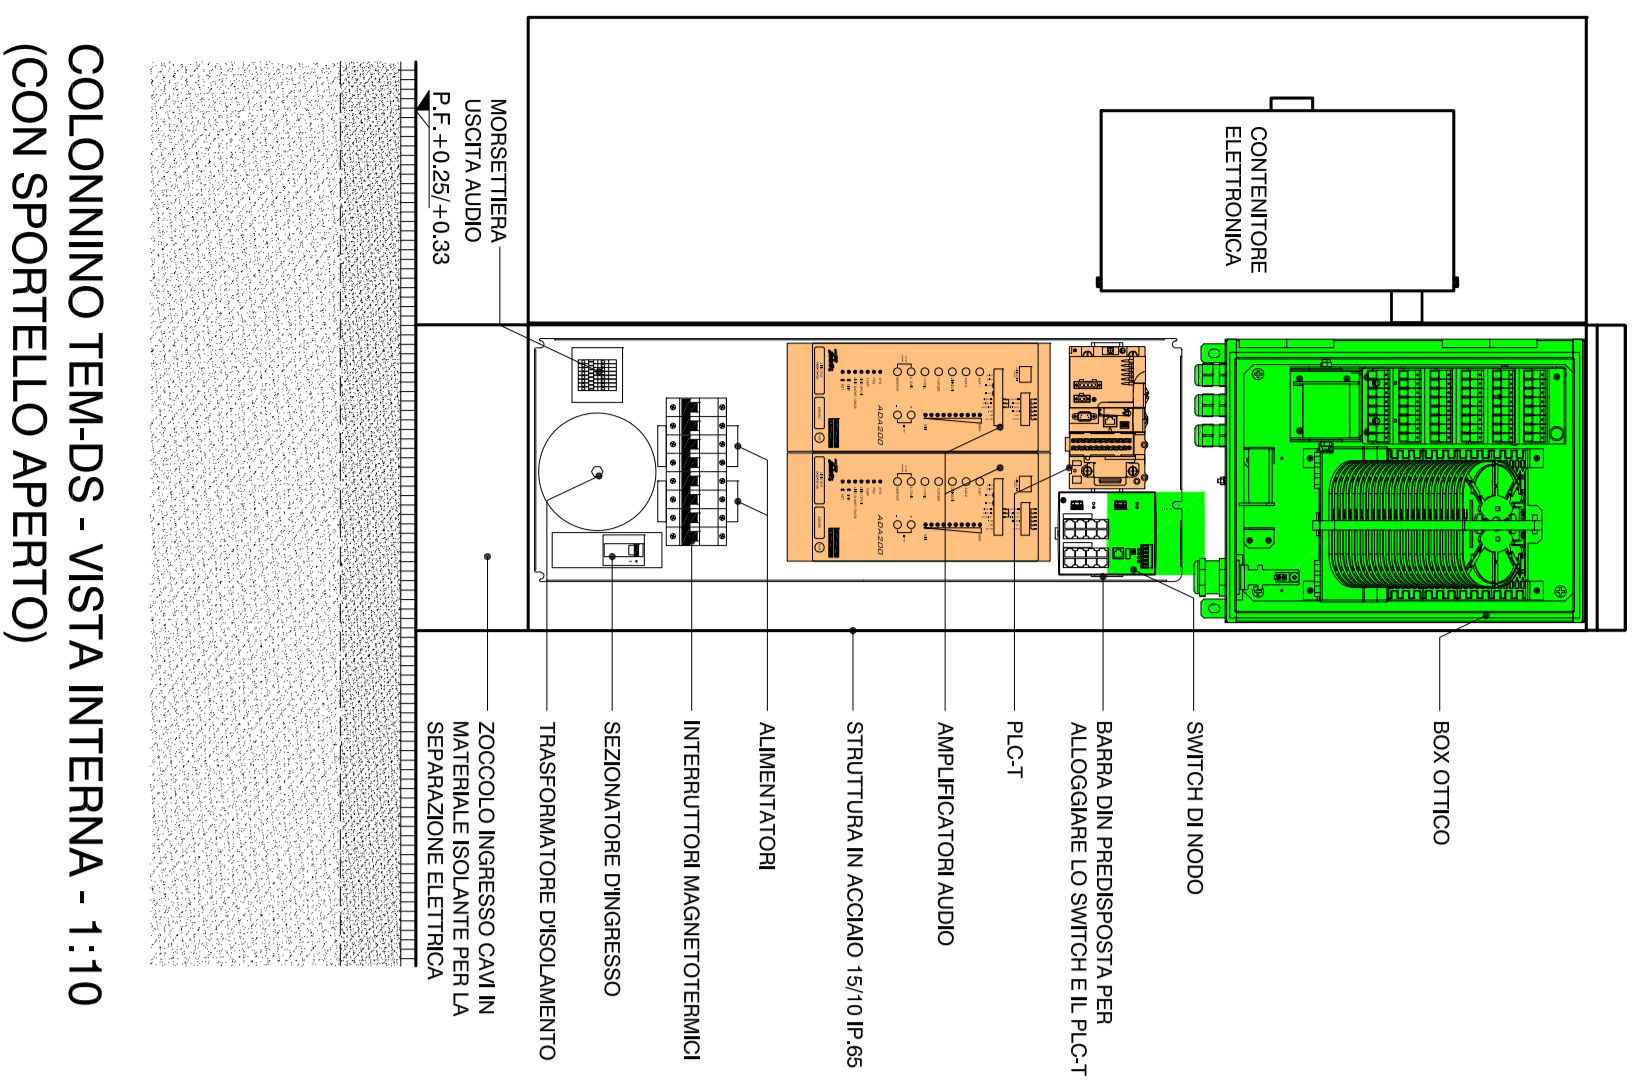 CONTENITORE
ELETTRONICA
BOX OTTICO
SWITCH DI NODO
BARRA DIN PREDISPOSTA PER
ALLOGGIARE LO SWITCH E IL PLC-T
PLC-T
AMPLIFICATORI AUDIO
STRUTTURA IN ACCIAIO 15/10 IP.65
ALIMENTATORI
INTERRUTTORI MAGNETOTERMICI
SEZIONATORE D'INGRESSO
TRASFORMATORE D'ISOLAMENTO
ZOCCOLO INGRESSO CAVI IN
MATERIALE ISOLANTE PER LA
SEPARAZIONE ELETTRICA
MORSETTIERA
USCITA AUDIO
P.F.+0.25/+0.33
ADA200
ADA200
COLONNINO TEM-DS - VISTA INTERNA - 1:10
(CON SPORTELLO APERTO)